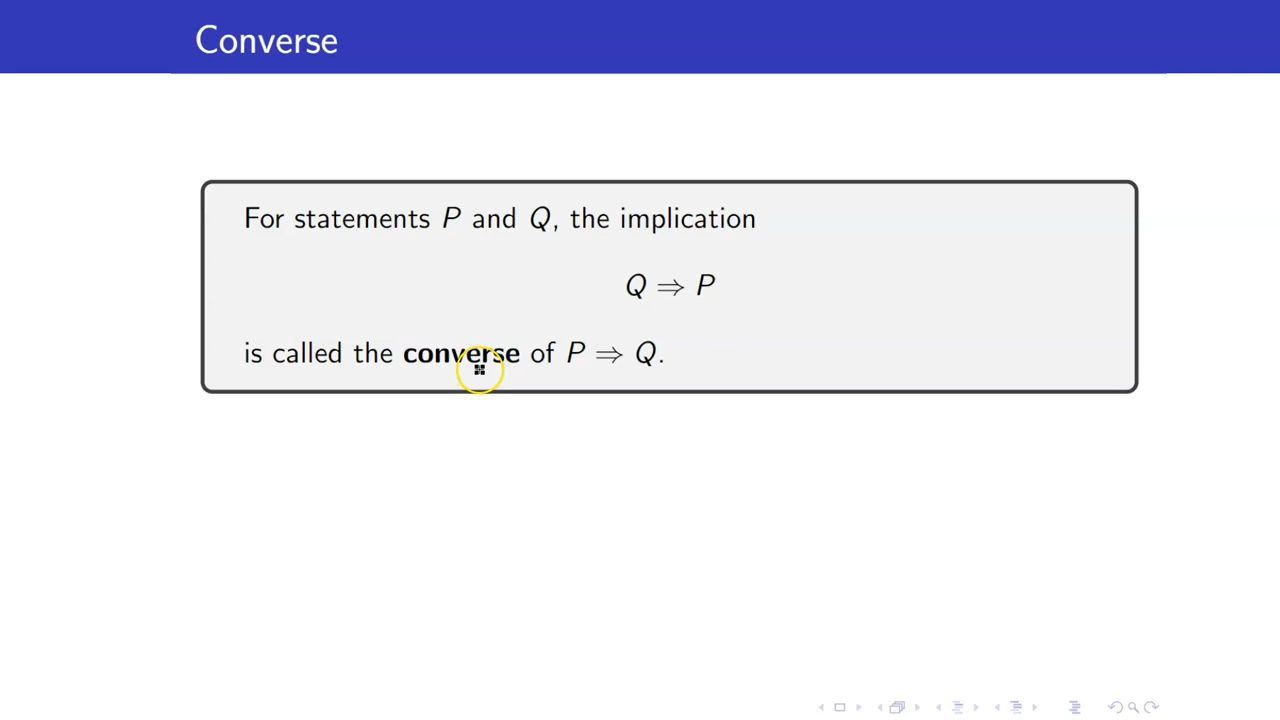 Converse
For statements P and Q, the implication
Q ⇒ P
is called the converse of P ⇒ Q.